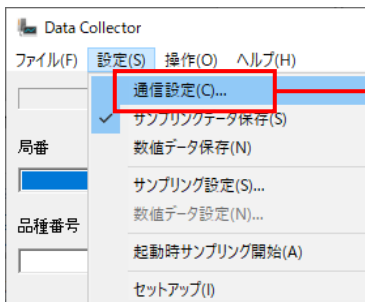 Data Collector
ファイル(F) 設定(S) 操作(O) ヘルプ(H)
通信設定(C)...
サンプリングデータ保存(S)
局番
数値データ保存(N)
サンプリング設定(S)...
品種番号
数値データ設定(N)...
起動時サンプリング開始(A)
セットアップ(I)